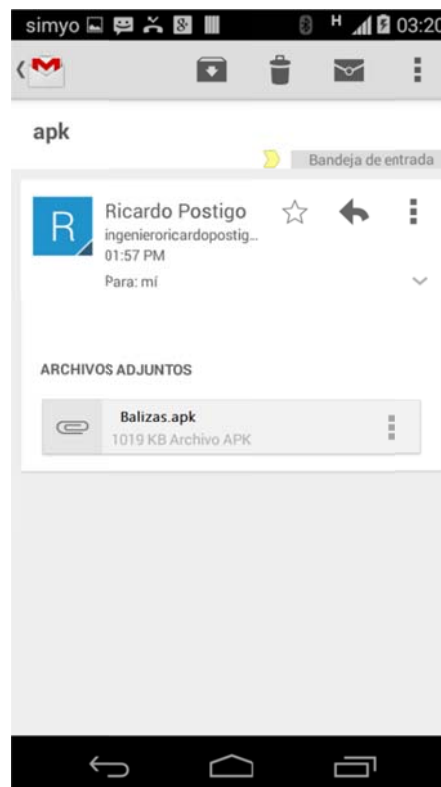 simyo H 03:20
apk
Bandeja de entrada
R
Ricardo Postigo
ingenieroricardopostig...
01:57 PM
Para: mí
ARCHIVOS ADJUNTOS
Balizas.apk
1019 KB Archivo APK